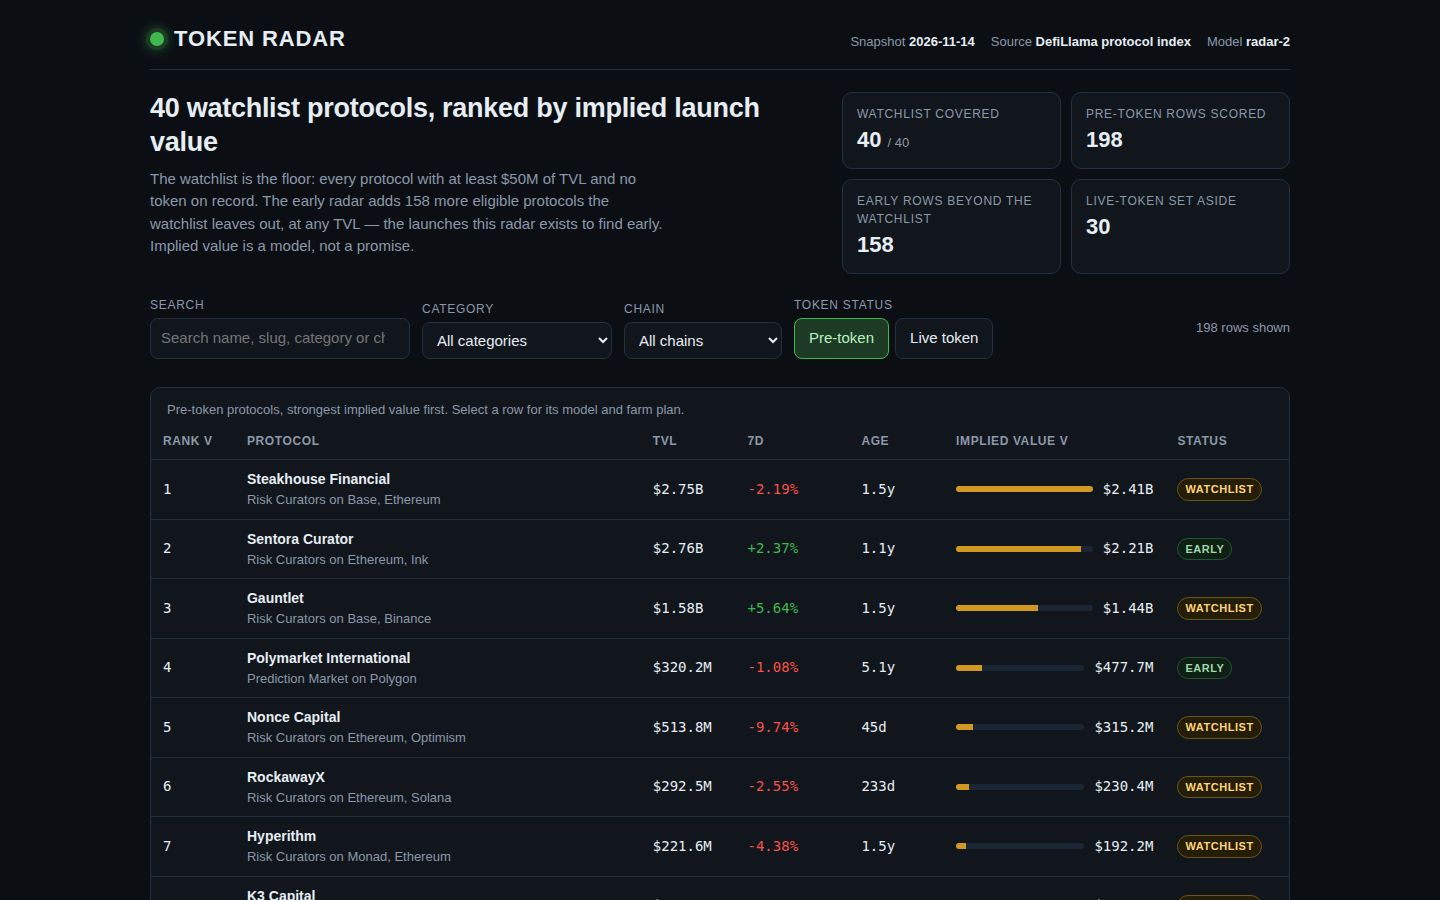 TOKEN RADAR
Snapshot 2026-11-14 Source DefiLlama protocol index Model radar-2
40 watchlist protocols, ranked by implied launch
value
The watchlist is the floor: every protocol with at least $50M of TVL and no
token on record. The early radar adds 158 more eligible protocols the
watchlist leaves out, at any TVL — the launches this radar exists to find early.
Implied value is a model, not a promise.
WATCHLIST COVERED
40 / 40
PRE-TOKEN ROWS SCORED
198
EARLY ROWS BEYOND THE
WATCHLIST
158
LIVE-TOKEN SET ASIDE
30
SEARCH
Search name, slug, category or ch
CATEGORY
All categories
CHAIN
All chains
TOKEN STATUS
Pre-token Live token
198 rows shown
Pre-token protocols, strongest implied value first. Select a row for its model and farm plan.
RANK V PROTOCOL TVL 7D AGE IMPLIED VALUE V STATUS
1 Steakhouse Financial $2.75B -2.19% 1.5y $2.41B WATCHLIST
Risk Curators on Base, Ethereum
2 Sentora Curator $2.76B +2.37% 1.1y $2.21B EARLY
Risk Curators on Ethereum, Ink
3 Gauntlet $1.58B +5.64% 1.5y $1.44B WATCHLIST
Risk Curators on Base, Binance
4 Polymarket International $320.2M -1.08% 5.1y $477.7M EARLY
Prediction Market on Polygon
5 Nonce Capital $513.8M -9.74% 45d $315.2M WATCHLIST
Risk Curators on Ethereum, Optimism
6 RockawayX $292.5M -2.55% 233d $230.4M WATCHLIST
Risk Curators on Ethereum, Solana
7 Hyperithm $221.6M -4.38% 1.5y $192.2M WATCHLIST
Risk Curators on Monad, Ethereum
K3 Capital